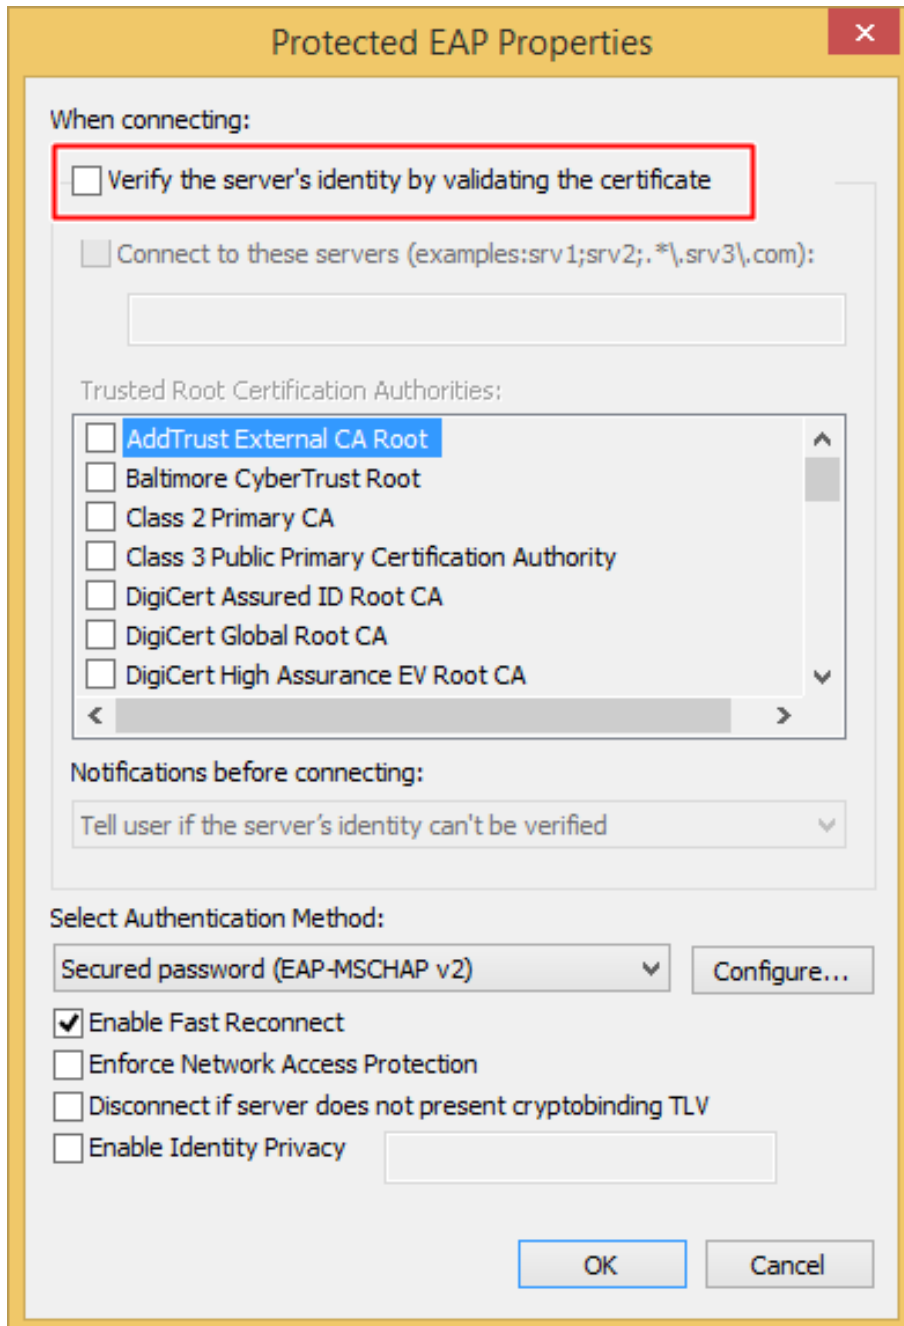 Protected EAP Properties
When connecting:
Verify the server's identity by validating the certificate
Connect to these servers (examples:srv1;srv2;.*\.srv3\.com):
Trusted Root Certification Authorities:
AddTrust External CA Root
Baltimore CyberTrust Root
Class 2 Primary CA
Class 3 Public Primary Certification Authority
DigiCert Assured ID Root CA
DigiCert Global Root CA
DigiCert High Assurance EV Root CA
Notifications before connecting:
Tell user if the server's identity can't be verified
Select Authentication Method:
Secured password (EAP-MSCHAP v2)
Configure...
Enable Fast Reconnect
Enforce Network Access Protection
Disconnect if server does not present cryptobinding TLV
Enable Identity Privacy
OK
Cancel